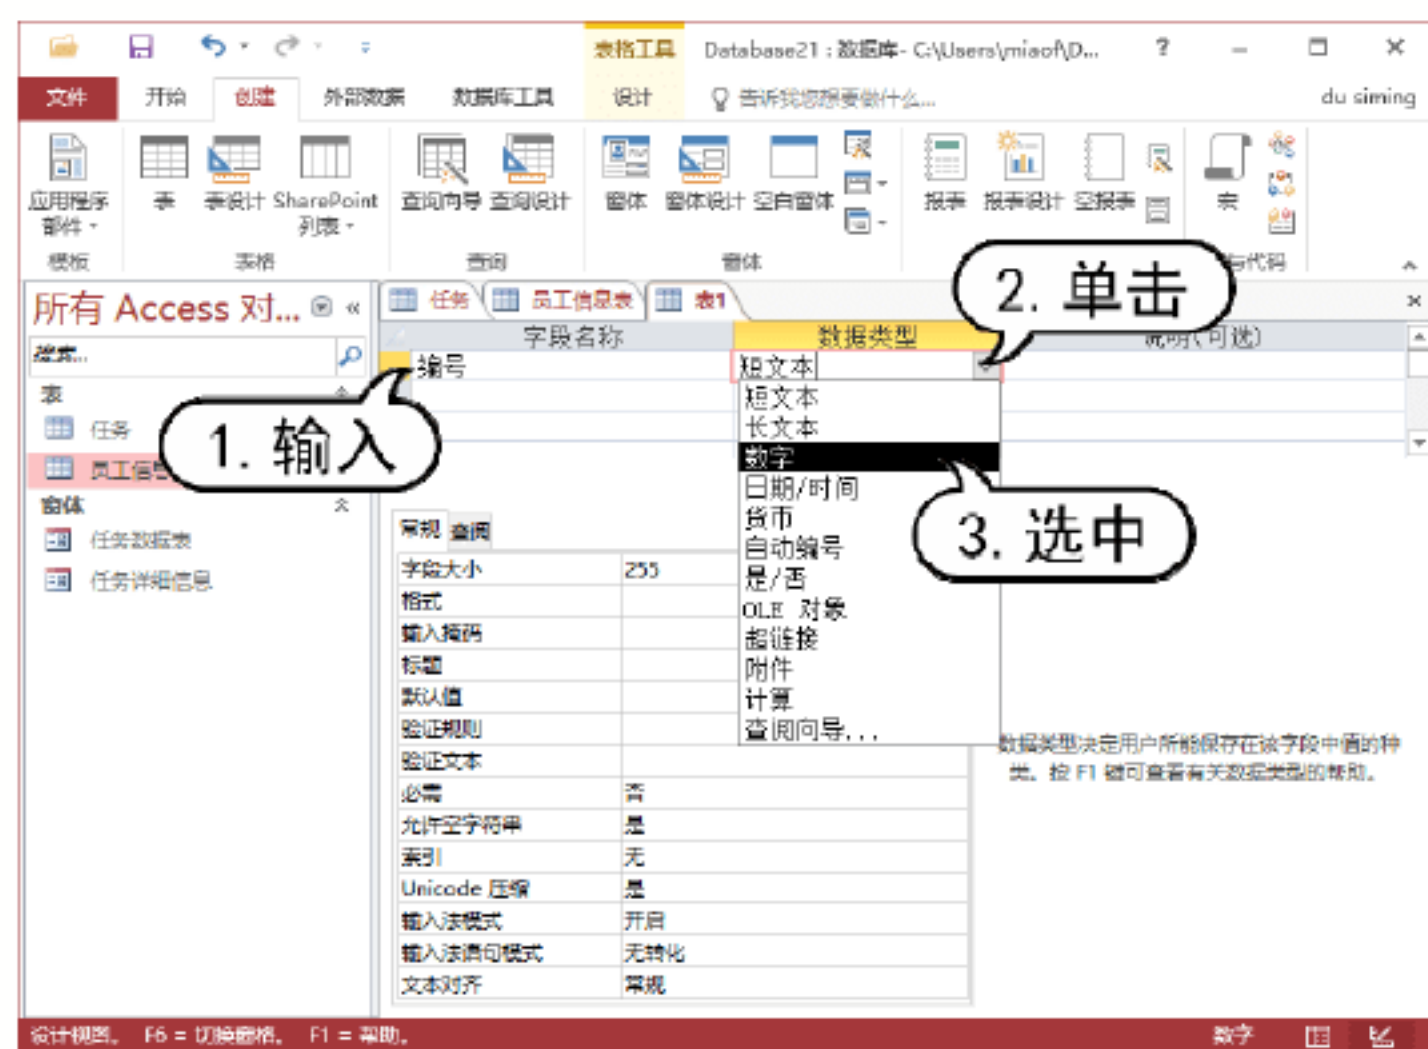 表格工具
Database21 : 数据库- C:\Users\miaof\D...
?
文件 开始 创建 外部数据 数据库工具 设计 告诉我您想要做什么... du siming
应用程序
部件
表
表设计
SharePoint
列表
查询向导
查询设计
窗体
窗体设计
空白窗体
报表
报表设计
空报表
宏
模板 表格 查询 窗体 与代码
所有 Access 对... «
任务 员工信息表 表1
2. 单击
搜索...
字段名称 数据类型 说明(可选)
编号 短文本
表
任务
员工信息
1. 输入
窗体
任务数据表
任务详细信息
短文本
长文本
数字
日期/时间
货币
自动编号
是/否
OLE 对象
超链接
附件
计算
查阅向导...
3. 选中
常规 查阅
字段大小 255
格式
输入掩码
标题
默认值
验证规则
验证文本
必需 否
允许空字符串 是
索引 无
Unicode 压缩 是
输入法模式 开启
输入法语句模式 无转化
文本对齐 常规
数据类型决定用户所能保存在该字段中值的种
类。按 F1 键可查看有关数据类型的帮助。
设计视图。 F6 = 切换窗格。 F1 = 帮助。 数字